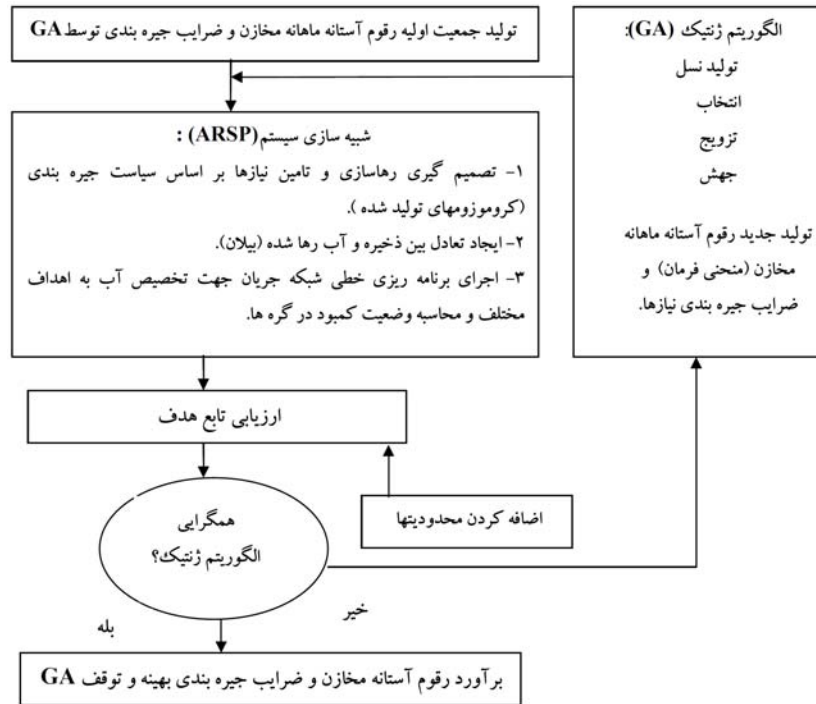 تولید جمعیت اولیه رقوم آستانه ماهانه مخازن و ضرایب جیره بندی توسط GA
الگوریتم ژنتیک (GA):
تولید نسل
انتخاب
تزویج
جهش
تولید جدید رقوم آستانه ماهانه
مخازن (منحنی فرمان) و
ضرایب جیره بندی نیازها.
شبیه سازی سیستم (ARSP) :
۱- تصمیم گیری رهاسازی و تامین نیازها بر اساس سیاست جیره بندی
(کروموزومهای تولید شده ).
۲- ایجاد تعادل بین ذخیره و آب رها شده (بیلان).
۳- اجرای برنامه ریزی خطی شبکه جریان جهت تخصیص آب به اهداف
مختلف و محاسبه وضعیت کمبود در گره ها.
ارزیابی تابع هدف
اضافه کردن محدودیتها
همگرایی
الگوریتم ژنتیک؟
خیر
بله
برآورد رقوم آستانه مخازن و ضرایب جیره بندی بهینه و توقف GA